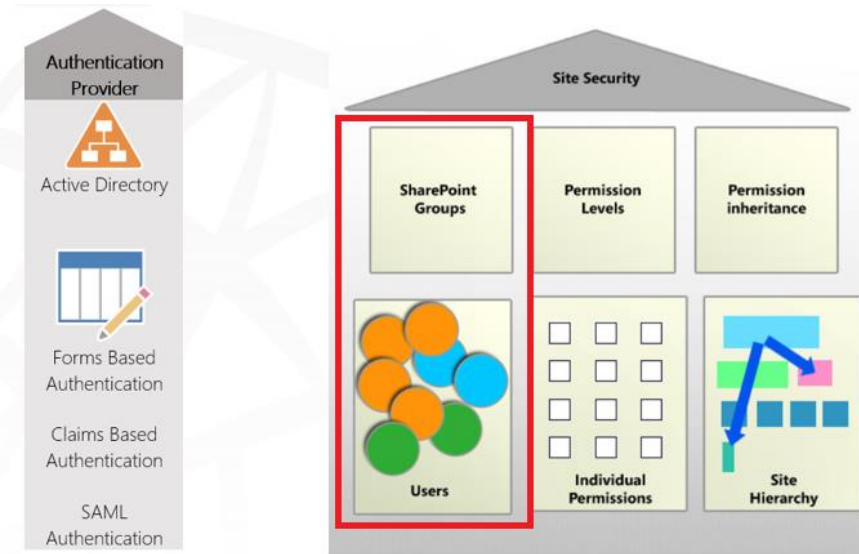 Authentication
Provider
Active Directory
Forms Based
Authentication
Claims Based
Authentication
SAML
Authentication
Site Security
SharePoint
Groups
Permission
Levels
Permission
inheritance
Users
Individual
Permissions
Site
Hierarchy